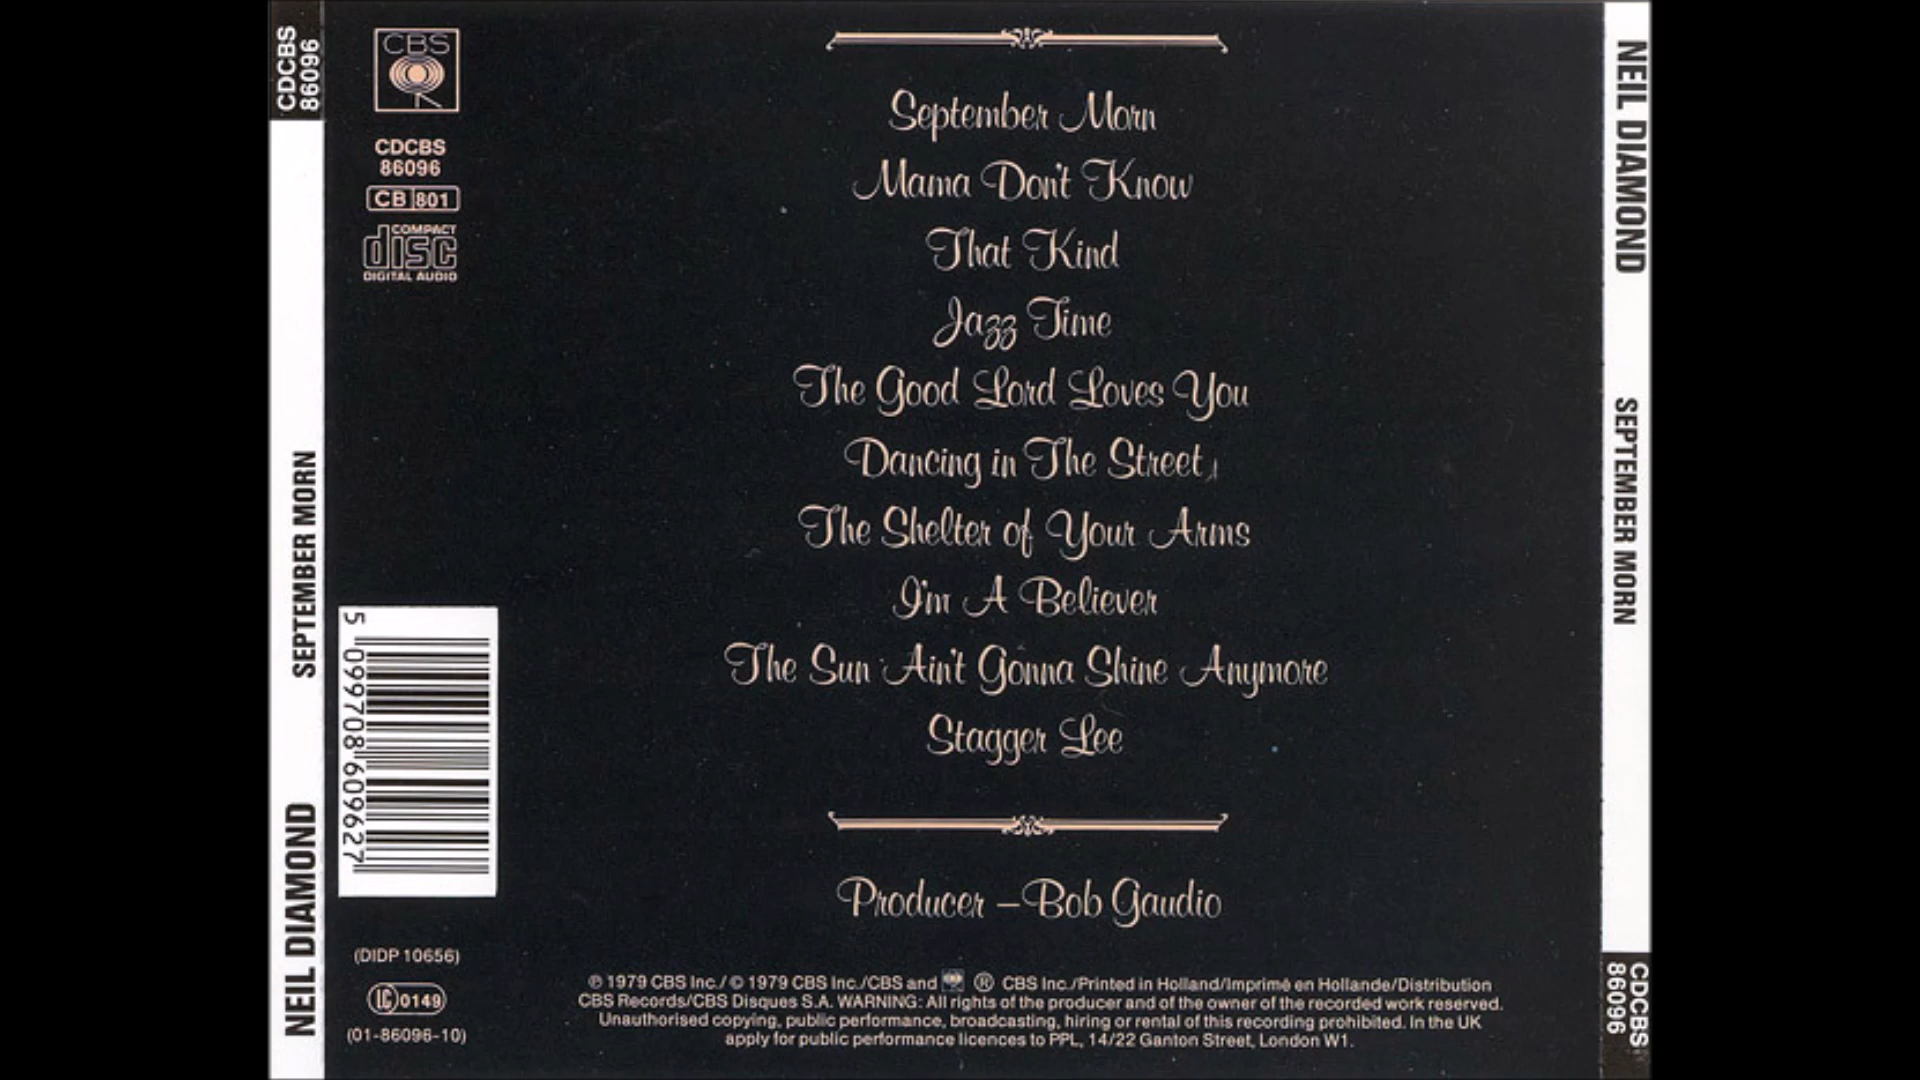 CDCBS
86096
SEPTEMBER MORN
NEIL DIAMOND
CBS
CDCBS
86096
CB 801
COMPACT
disc
DIGITAL AUDIO
5 099708 609627
(DIDP 10656)
LC 0149
(01-86096-10)
September Morn
Mama Don't Know
That Kind
Jazz Time
The Good Lord Loves You
Dancing in The Street
The Shelter of Your Arms
I'm A Believer
The Sun Ain't Gonna Shine Anymore
Stagger Lee
Producer – Bob Gaudio
℗ 1979 CBS Inc./ © 1979 CBS Inc./CBS and ® CBS Inc./Printed in Holland/Imprimé en Hollande/Distribution
CBS Records/CBS Disques S.A. WARNING: All rights of the producer and of the owner of the recorded work reserved.
Unauthorised copying, public performance, broadcasting, hiring or rental of this recording prohibited. In the UK
apply for public performance licences to PPL, 14/22 Ganton Street, London W1.
NEIL DIAMOND
SEPTEMBER MORN
CDCBS
86096